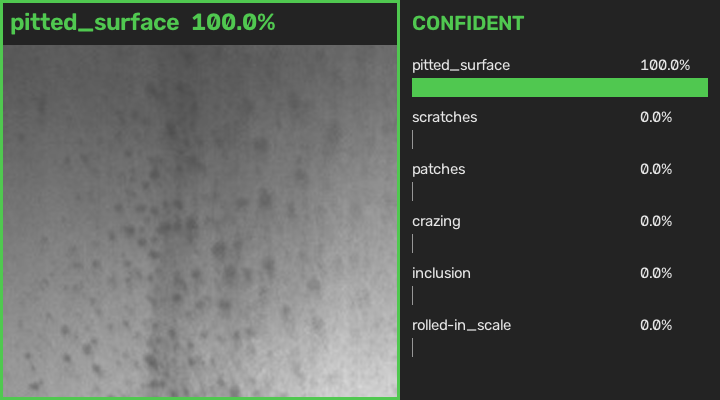 pitted_surface 100.0%
CONFIDENT
pitted_surface 100.0%
scratches 0.0%
patches 0.0%
crazing 0.0%
inclusion 0.0%
rolled-in_scale 0.0%